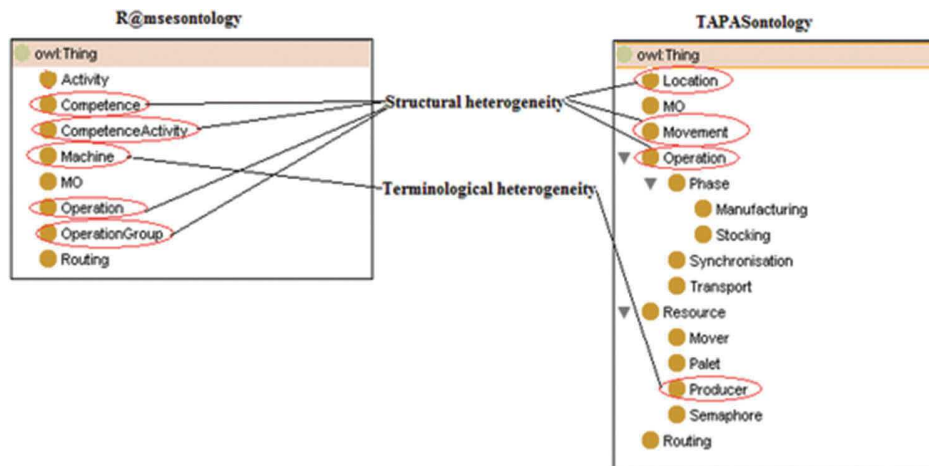 R@msesontology
owl:Thing
Activity
Competence
CompetenceActivity
Machine
MO
Operation
OperationGroup
Routing
Structural heterogeneity
Terminological heterogeneity
TAPASontology
owl:Thing
Location
MO
Movement
Operation
Phase
Manufacturing
Stocking
Synchronisation
Transport
Resource
Mover
Palet
Producer
Semaphore
Routing